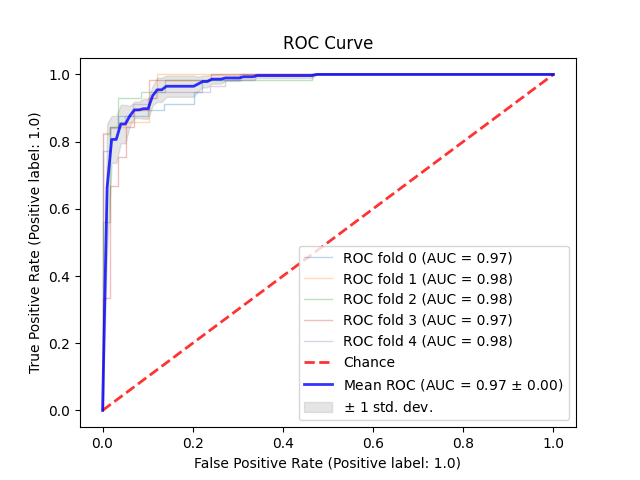 ROC Curve
1.0
0.8
0.6
0.4
0.2
0.0
True Positive Rate (Positive label: 1.0)
ROC fold 0 (AUC = 0.97)
ROC fold 1 (AUC = 0.98)
ROC fold 2 (AUC = 0.98)
ROC fold 3 (AUC = 0.97)
ROC fold 4 (AUC = 0.98)
Chance
Mean ROC (AUC = 0.97 ± 0.00)
± 1 std. dev.
0.0 0.2 0.4 0.6 0.8 1.0
False Positive Rate (Positive label: 1.0)